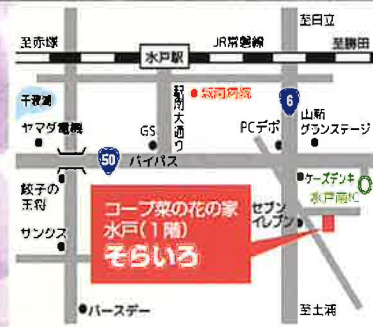 至日立
至赤塚
JR常磐線
至勝田
水戸駅
千波湖
駅南大通り
城南病院
6
山新
グランステージ
ヤマダ電機
GS
PCデポ
50
バイパス
餃子の
王将
ケーズデンキ
水戸南IC
コープ菜の花の家
水戸(1階)
そらいろ
セブン
イレブン
サンクス
バースデー
至土浦